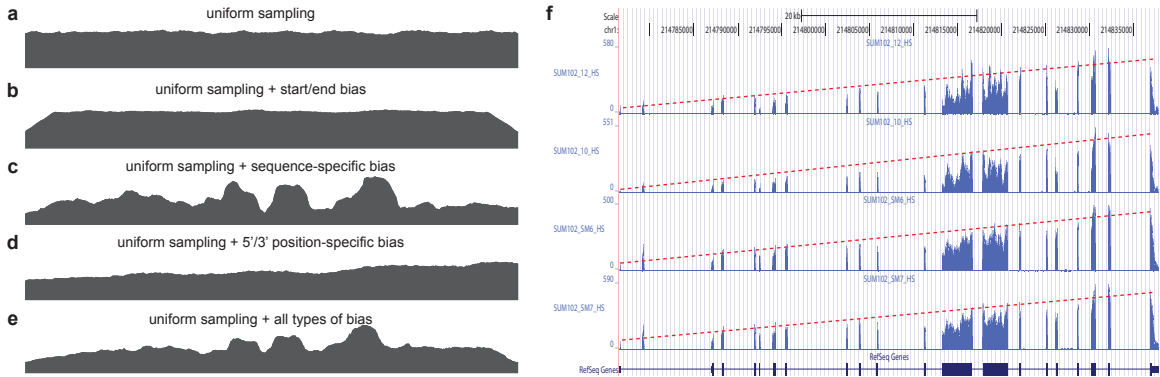 a
uniform sampling
b
uniform sampling + start/end bias
c
uniform sampling + sequence-specific bias
d
uniform sampling + 5'/3' position-specific bias
e
uniform sampling + all types of bias
f
Scale
20 kb
chr1:
214785000
214790000
214795000
214800000
214805000
214810000
214815000
214820000
214825000
214830000
214835000
580
SUM102_12_HS
SUM102_12_HS
0
551
SUM102_10_HS
SUM102_10_HS
0
500
SUM102_SM6_HS
SUM102_SM6_HS
0
590
SUM102_SM7_HS
SUM102_SM7_HS
0
RefSeq Genes
RefSeq Genes